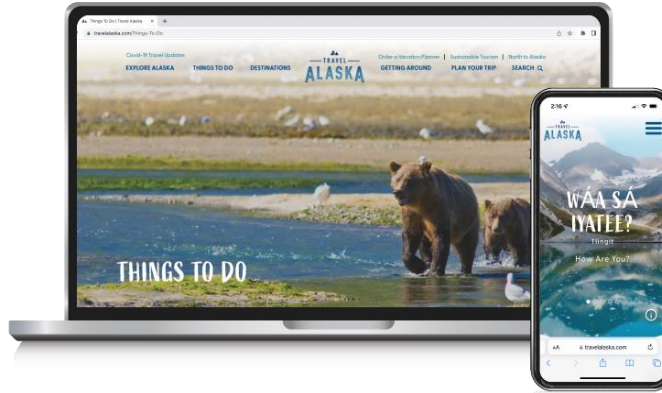 Things To Do | Travel Alaska
travelalaska.com/Things-To-Do
Covid-19 Travel Updates
Order a Vacation Planner | Sustainable Tourism | North to Alaska
EXPLORE ALASKA THINGS TO DO DESTINATIONS
TRAVEL
ALASKA
GETTING AROUND PLAN YOUR TRIP SEARCH
THINGS TO DO
2:16
TRAVEL
ALASKA
WÁA SÁ
IYATEE?
Tlingit
How Are You?
AA travelalaska.com